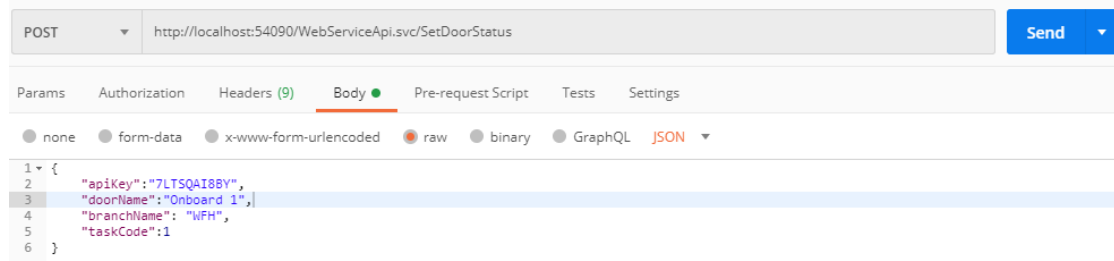 POST http://localhost:54090/WebServiceApi.svc/SetDoorStatus Send
Params Authorization Headers (9) Body Pre-request Script Tests Settings
none form-data x-www-form-urlencoded raw binary GraphQL JSON
1 {
2 "apiKey":"7LTSQAI8BY",
3 "doorName":"Onboard 1",
4 "branchName": "WFH",
5 "taskCode":1
6 }